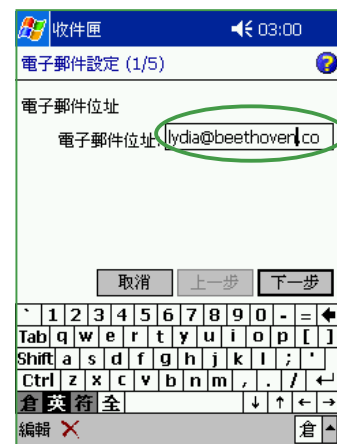 收件匣 03:00
電子郵件設定 (1/5)
電子郵件位址
電子郵件位址: lydia@beethoven.co
取消 上一步 下一步
` 1 2 3 4 5 6 7 8 9 0 - =
Tab q w e r t y u i o p [ ]
Shift a s d f g h j k l ; '
Ctrl z x c v b n m , . /
倉 英 符 全
編輯 倉